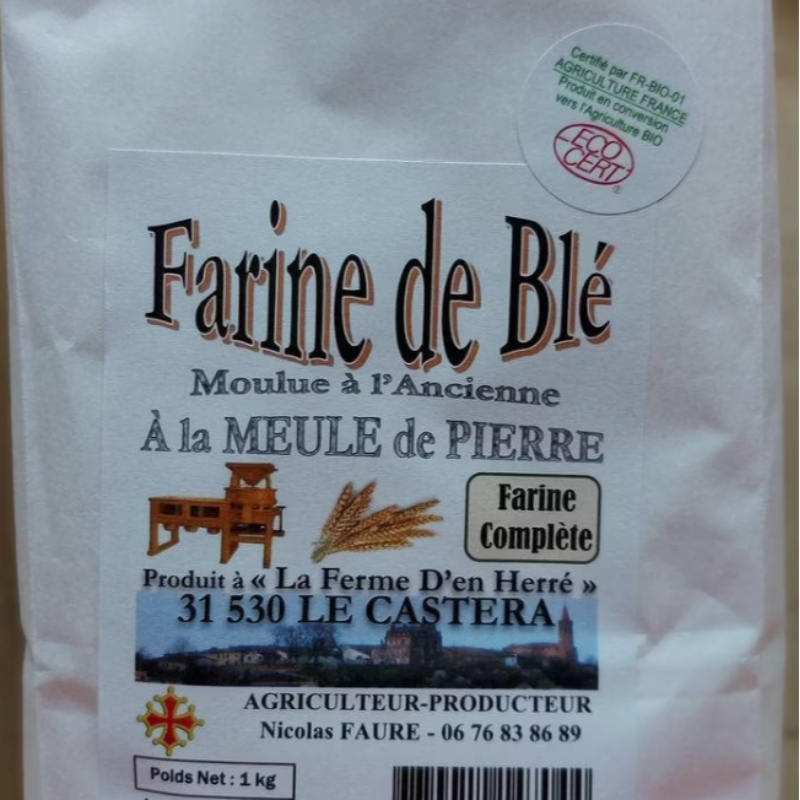 Certifié par FR-BIO-01
AGRICULTURE FRANCE
Produit en conversion
vers l'Agriculture BIO
ECO
CERT
®
Farine de Blé
Moulue à l'Ancienne
À la MEULE de PIERRE
Farine
Complète
Produit à « La Ferme D'en Herré »
31 530 LE CASTERA
AGRICULTEUR-PRODUCTEUR
Nicolas FAURE - 06 76 83 86 89
Poids Net : 1 kg